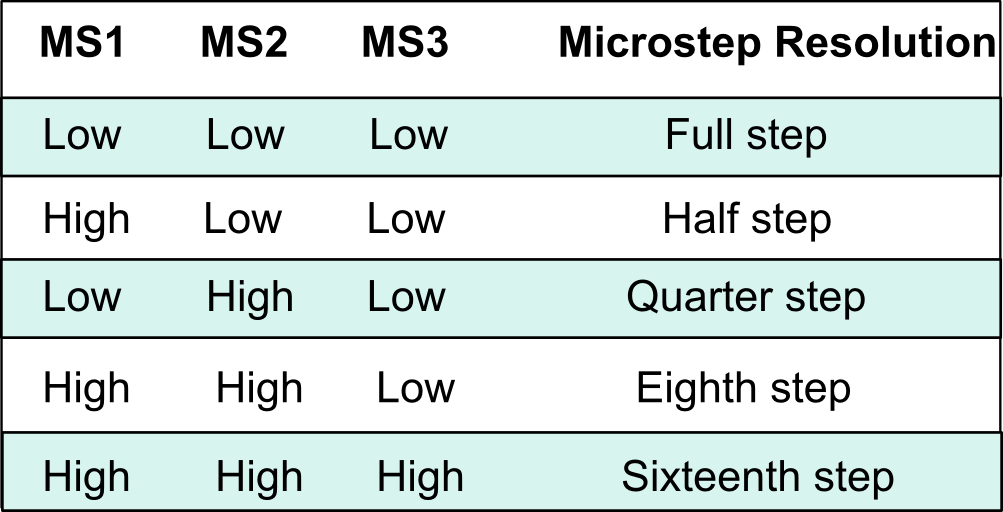 MS1 MS2 MS3 Microstep Resolution
Low Low Low Full step
High Low Low Half step
Low High Low Quarter step
High High Low Eighth step
High High High Sixteenth step